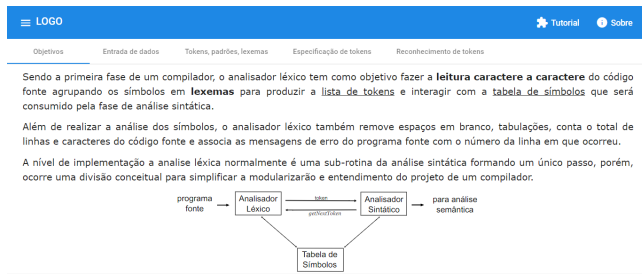 LOGO Tutorial Sobre
Objetivos Entrada de dados Tokens, padrões, lexemas Especificação de tokens Reconhecimento de tokens
Sendo a primeira fase de um compilador, o analisador léxico tem como objetivo fazer a leitura caractere a caractere do código
fonte agrupando os símbolos em lexemas para produzir a lista de tokens e interagir com a tabela de símbolos que será
consumido pela fase de análise sintática.
Além de realizar a análise dos símbolos, o analisador léxico também remove espaços em branco, tabulações, conta o total de
linhas e caracteres do código fonte e associa as mensagens de erro do programa fonte com o número da linha em que ocorreu.
A nível de implementação a analise léxica normalmente é uma sub-rotina da análise sintática formando um único passo, porém,
ocorre uma divisão conceitual para simplificar a modularizarão e entendimento do projeto de um compilador.
programa
fonte
Analisador
Léxico
token
getNextToken
Analisador
Sintático
para análise
semântica
Tabela de
Símbolos